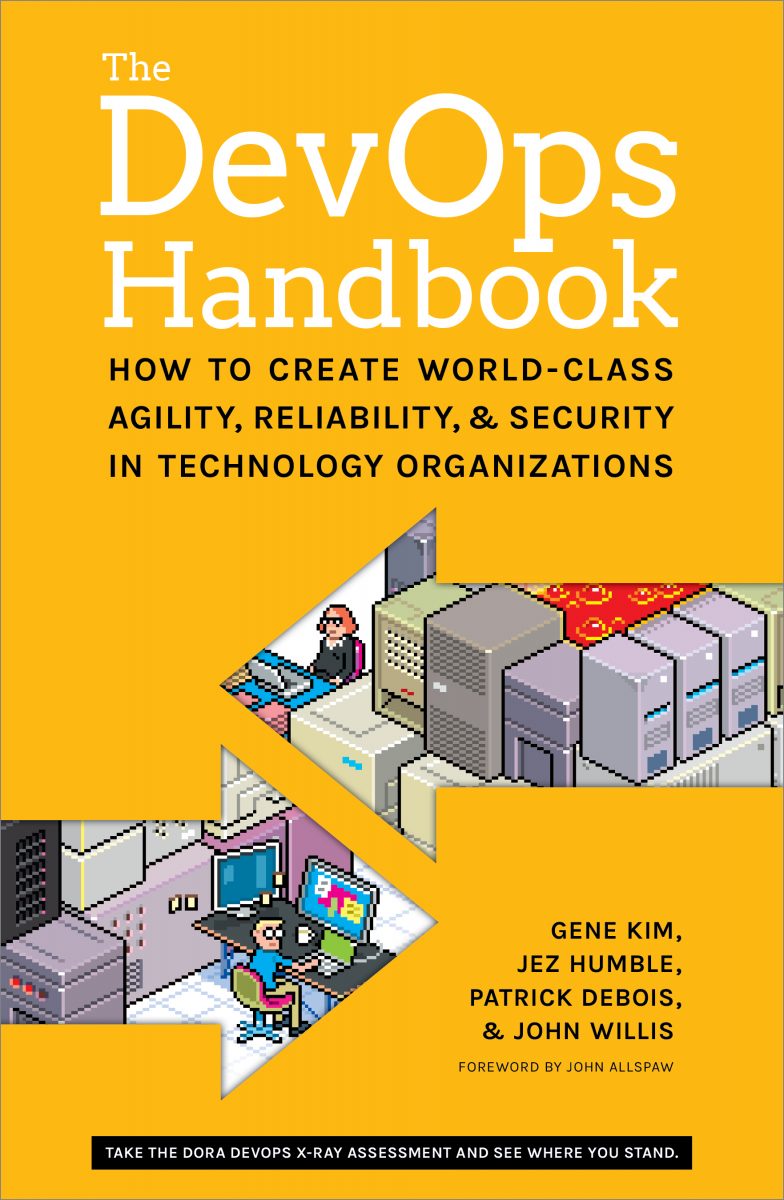 The
DevOps
Handbook
HOW TO CREATE WORLD-CLASS
AGILITY, RELIABILITY, & SECURITY
IN TECHNOLOGY ORGANIZATIONS
GENE KIM,
JEZ HUMBLE,
PATRICK DEBOIS,
& JOHN WILLIS
FOREWORD BY JOHN ALLSPAW
TAKE THE DORA DEVOPS X-RAY ASSESSMENT AND SEE WHERE YOU STAND.